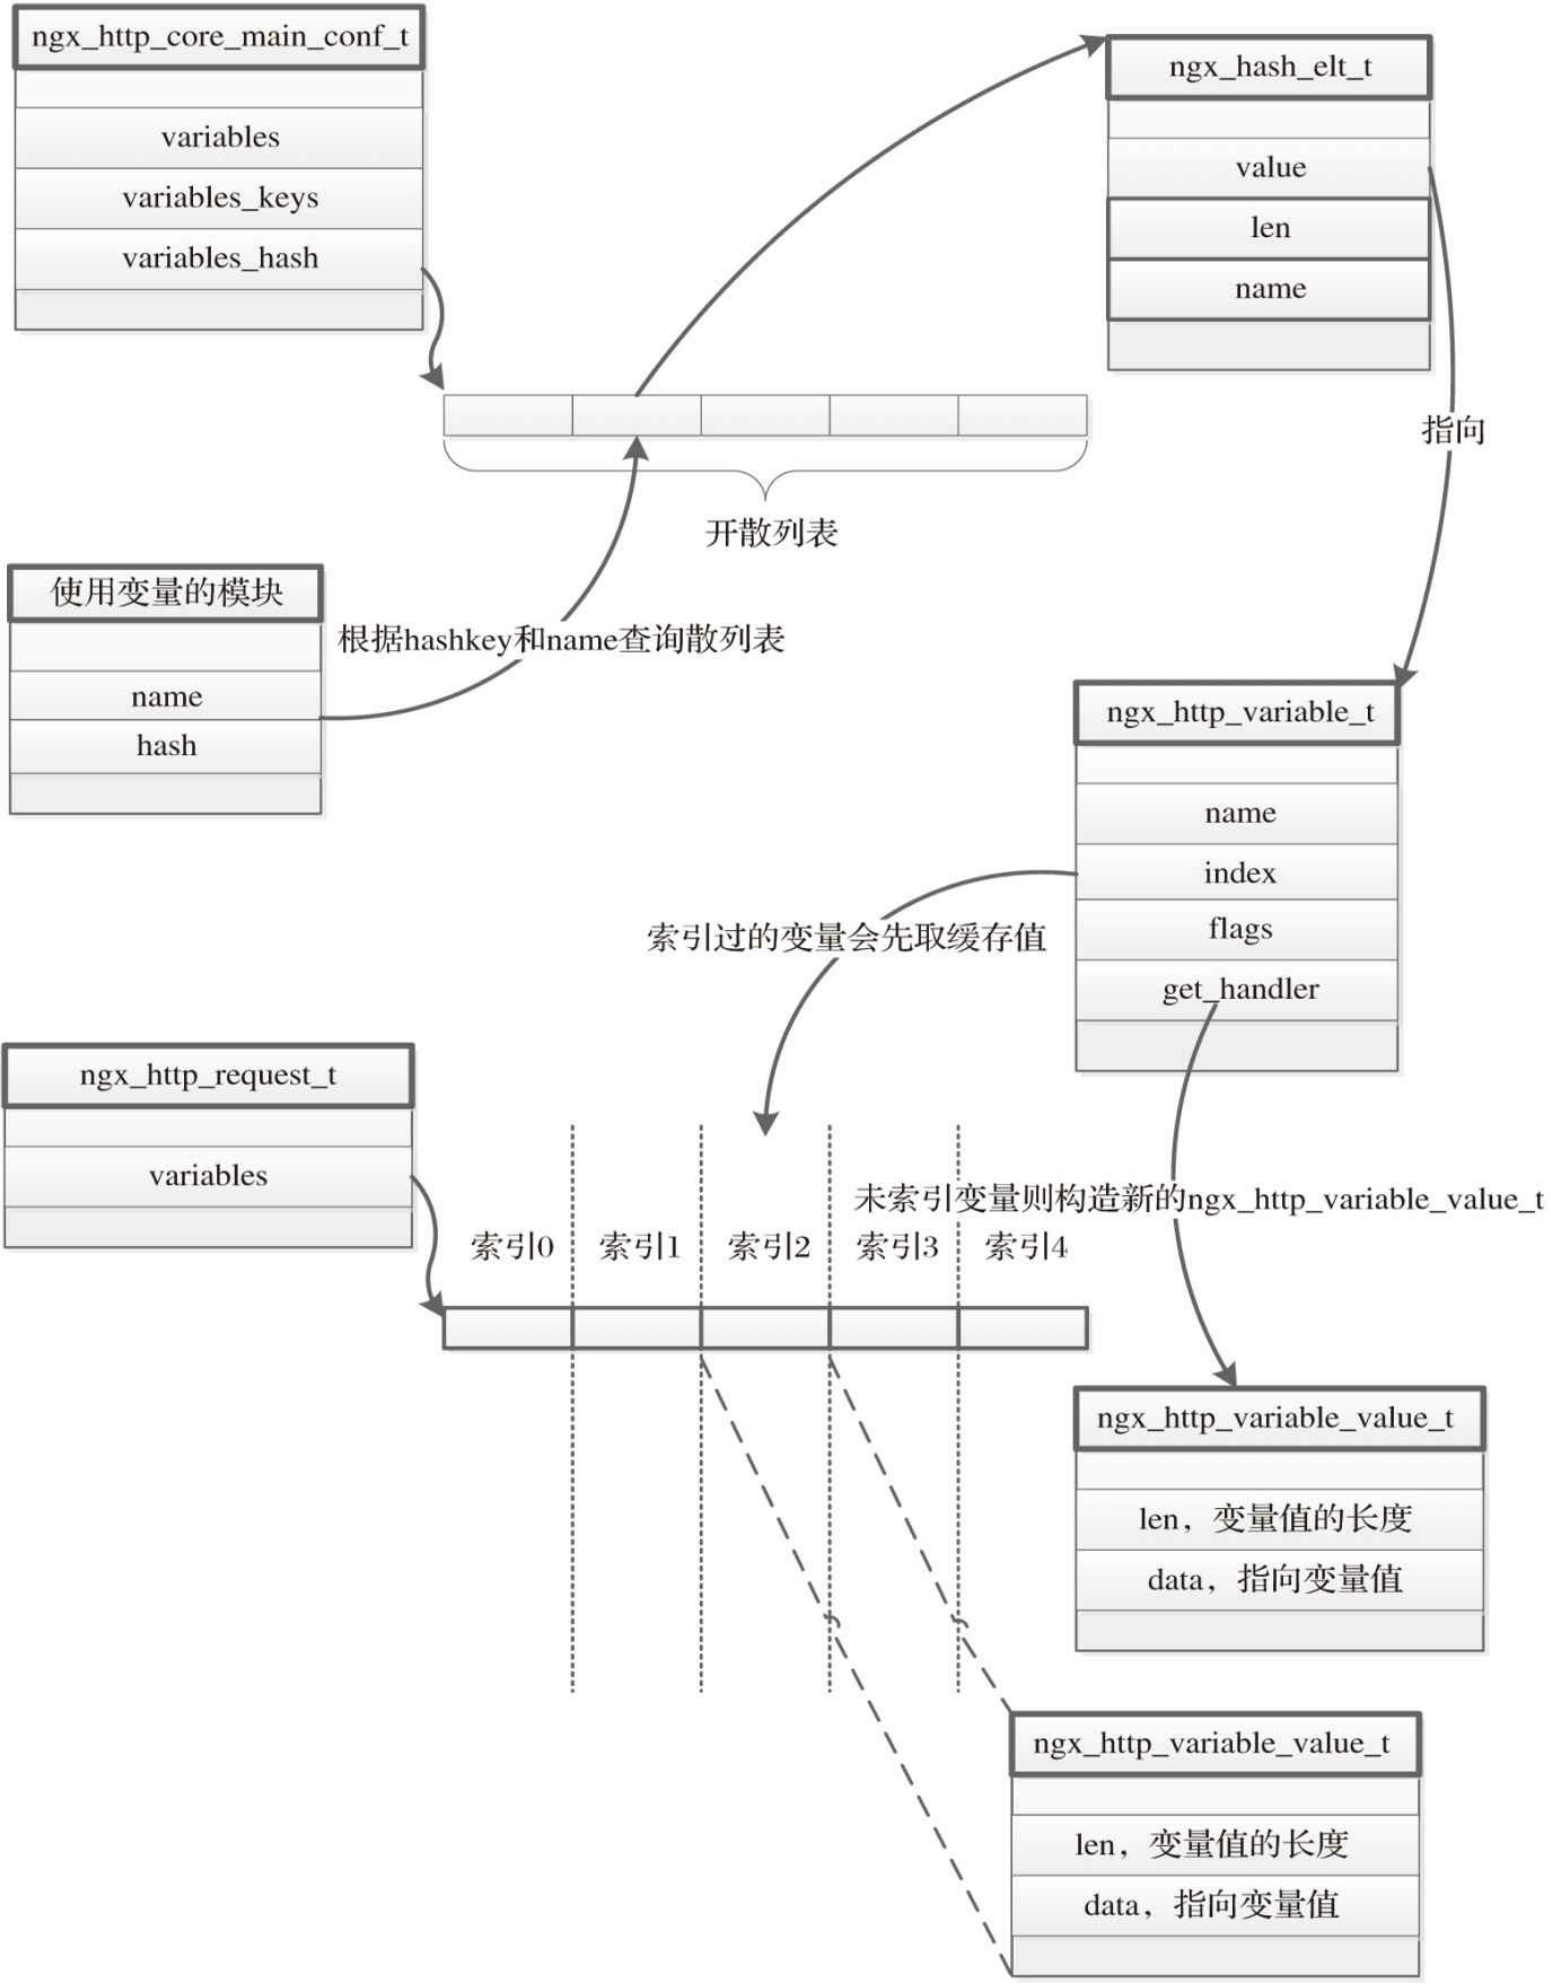 ngx_http_core_main_conf_t
variables
variables_keys
variables_hash
ngx_hash_elt_t
value
len
name
指向
开散列表
使用变量的模块
name
hash
根据hashkey和name查询散列表
ngx_http_variable_t
name
index
flags
get_handler
索引过的变量会先取缓存值
ngx_http_request_t
variables
未索引变量则构造新的ngx_http_variable_value_t
索引0
索引1
索引2
索引3
索引4
ngx_http_variable_value_t
len，变量值的长度
data，指向变量值
ngx_http_variable_value_t
len，变量值的长度
data，指向变量值